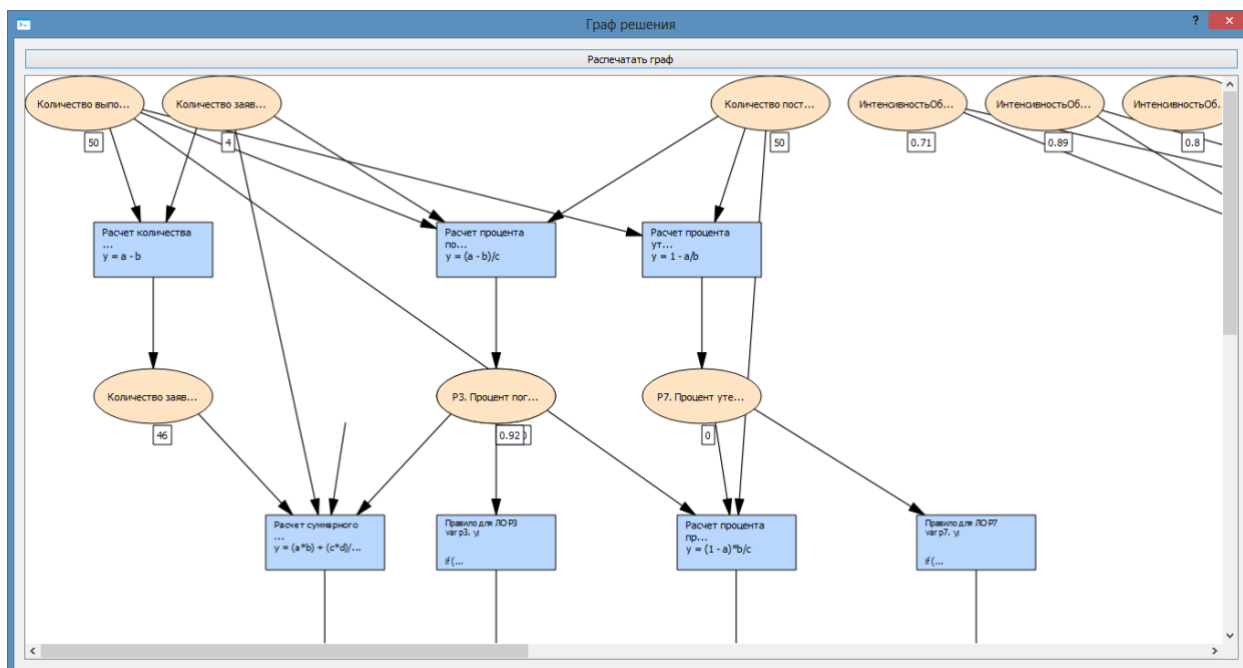 Граф решения
?
Распечатать граф
Количество выпо...
Количество заяв...
Количество пост...
ИнтенсивностьОб...
ИнтенсивностьОб...
ИнтенсивностьОб...
50
4
50
0.71
0.89
0.8
Расчет количества
...
y = a - b
Расчет процента
по...
y = (a - b)/c
Расчет процента
ут...
y = 1 - a/b
Количество заяв...
P3. Процент пог...
P7. Процент уте...
46
0.92
0
Расчет суммарного
...
y = (a*b) + (c*d)/...
Правило для ЛО P3
var p3, y;
if(...
Расчет процента
пр...
y = (1 - a)*b/c
Правило для ЛО P7
var p7, y;
if(...